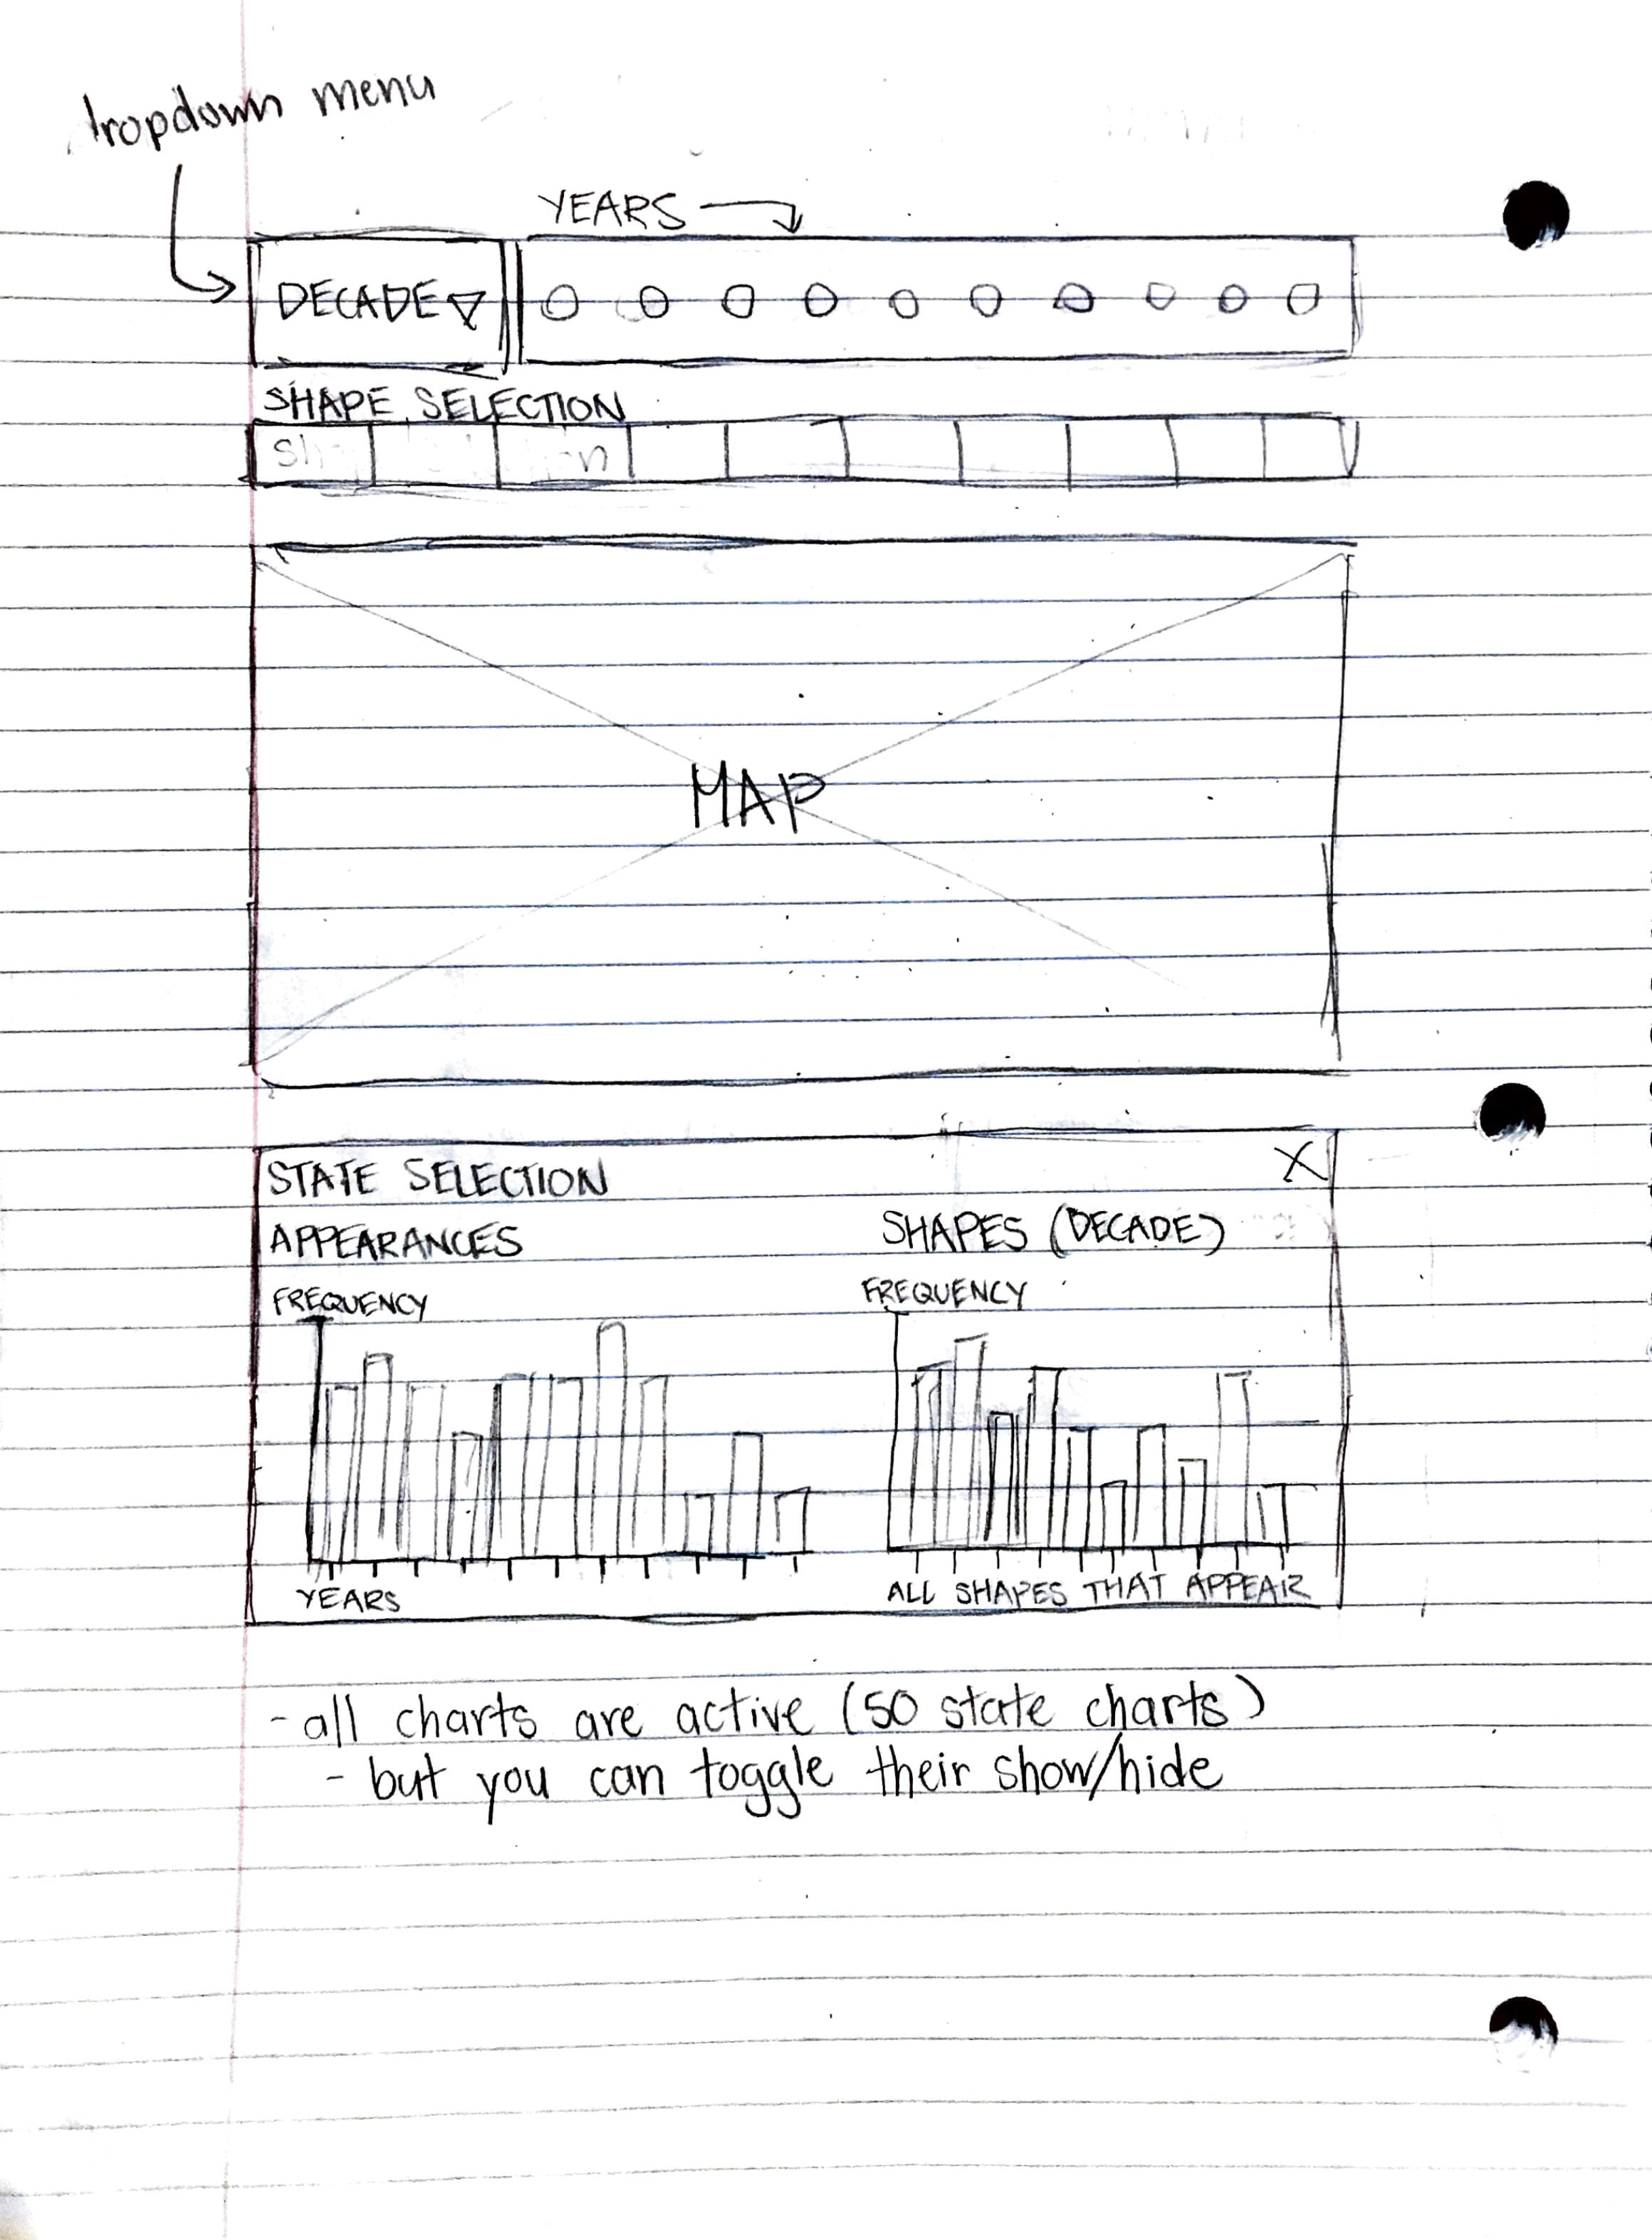 dropdown menu
YEARS
DECADE
SHAPE SELECTION
MAP
STATE SELECTION X
APPEARANCES SHAPES (DECADE)
FREQUENCY FREQUENCY
YEARS ALL SHAPES THAT APPEAR
- all charts are active (50 state charts)
- but you can toggle their show/hide